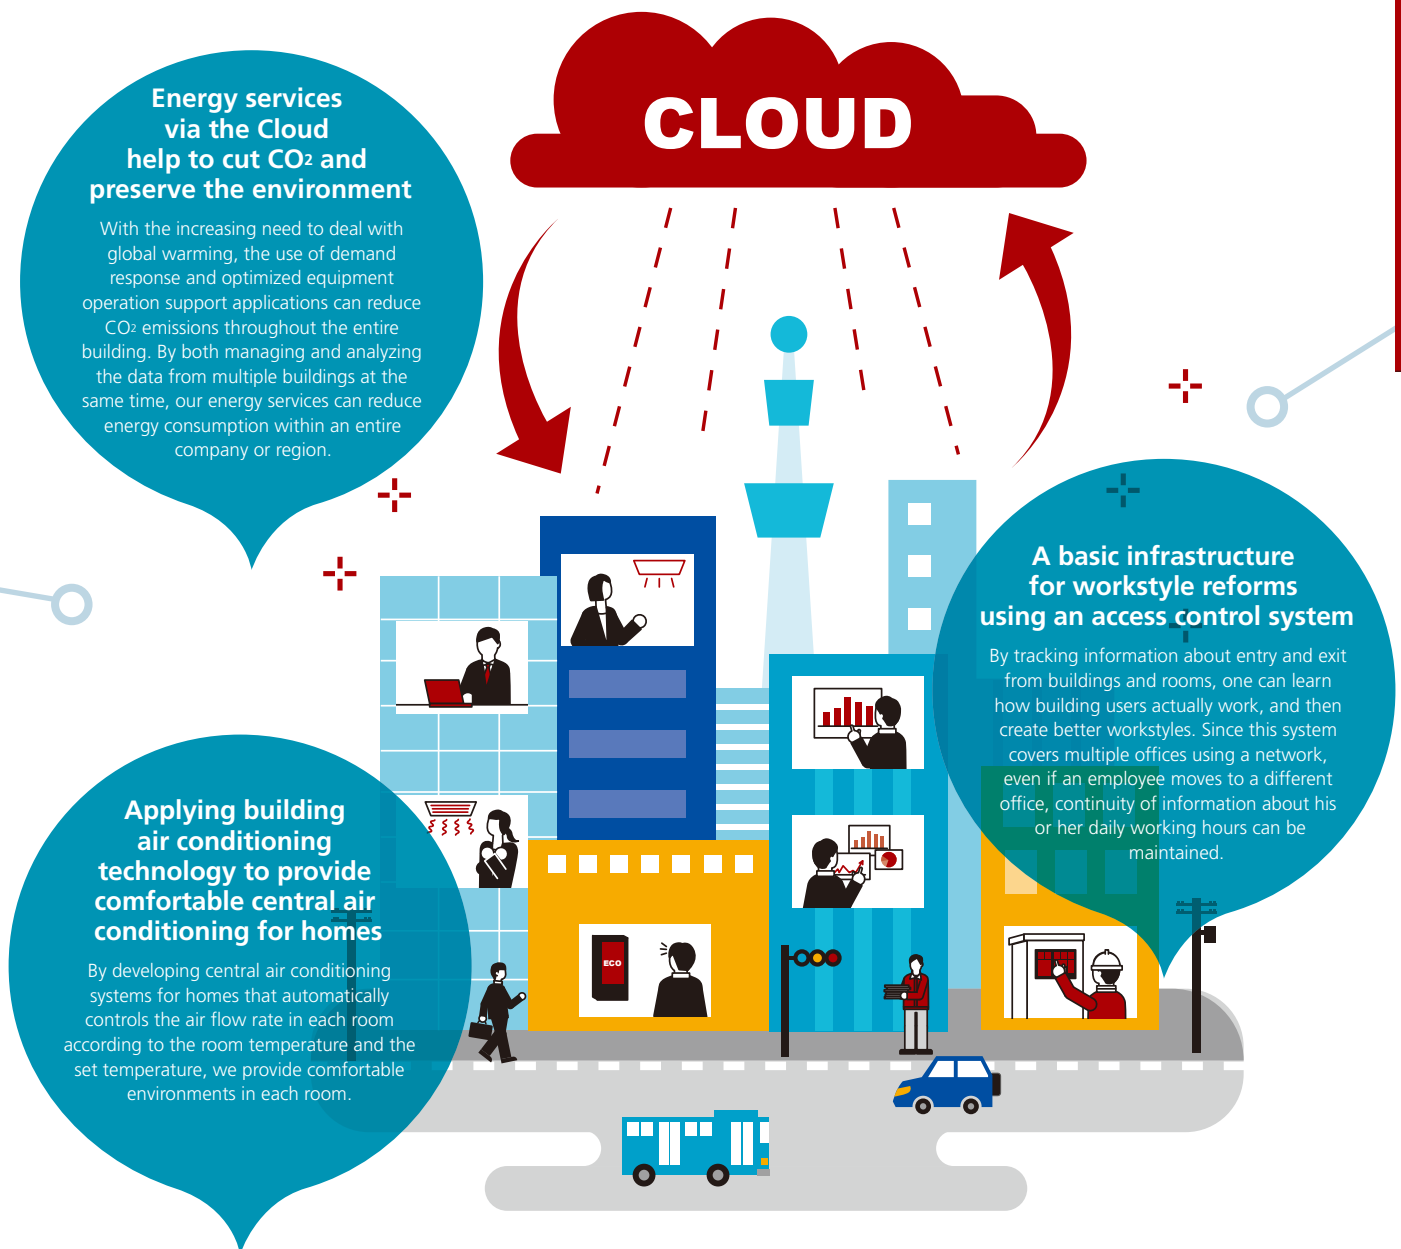 CLOUD
Energy services
via the Cloud
help to cut CO2 and
preserve the environment
With the increasing need to deal with
global warming, the use of demand
response and optimized equipment
operation support applications can reduce
CO2 emissions throughout the entire
building. By both managing and analyzing
the data from multiple buildings at the
same time, our energy services can reduce
energy consumption within an entire
company or region.
A basic infrastructure
for workstyle reforms
using an access control system
By tracking information about entry and exit
from buildings and rooms, one can learn
how building users actually work, and then
create better workstyles. Since this system
covers multiple offices using a network,
even if an employee moves to a different
office, continuity of information about his
or her daily working hours can be
maintained.
Applying building
air conditioning
technology to provide
comfortable central air
conditioning for homes
By developing central air conditioning
systems for homes that automatically
controls the air flow rate in each room
according to the room temperature and the
set temperature, we provide comfortable
environments in each room.
ECO